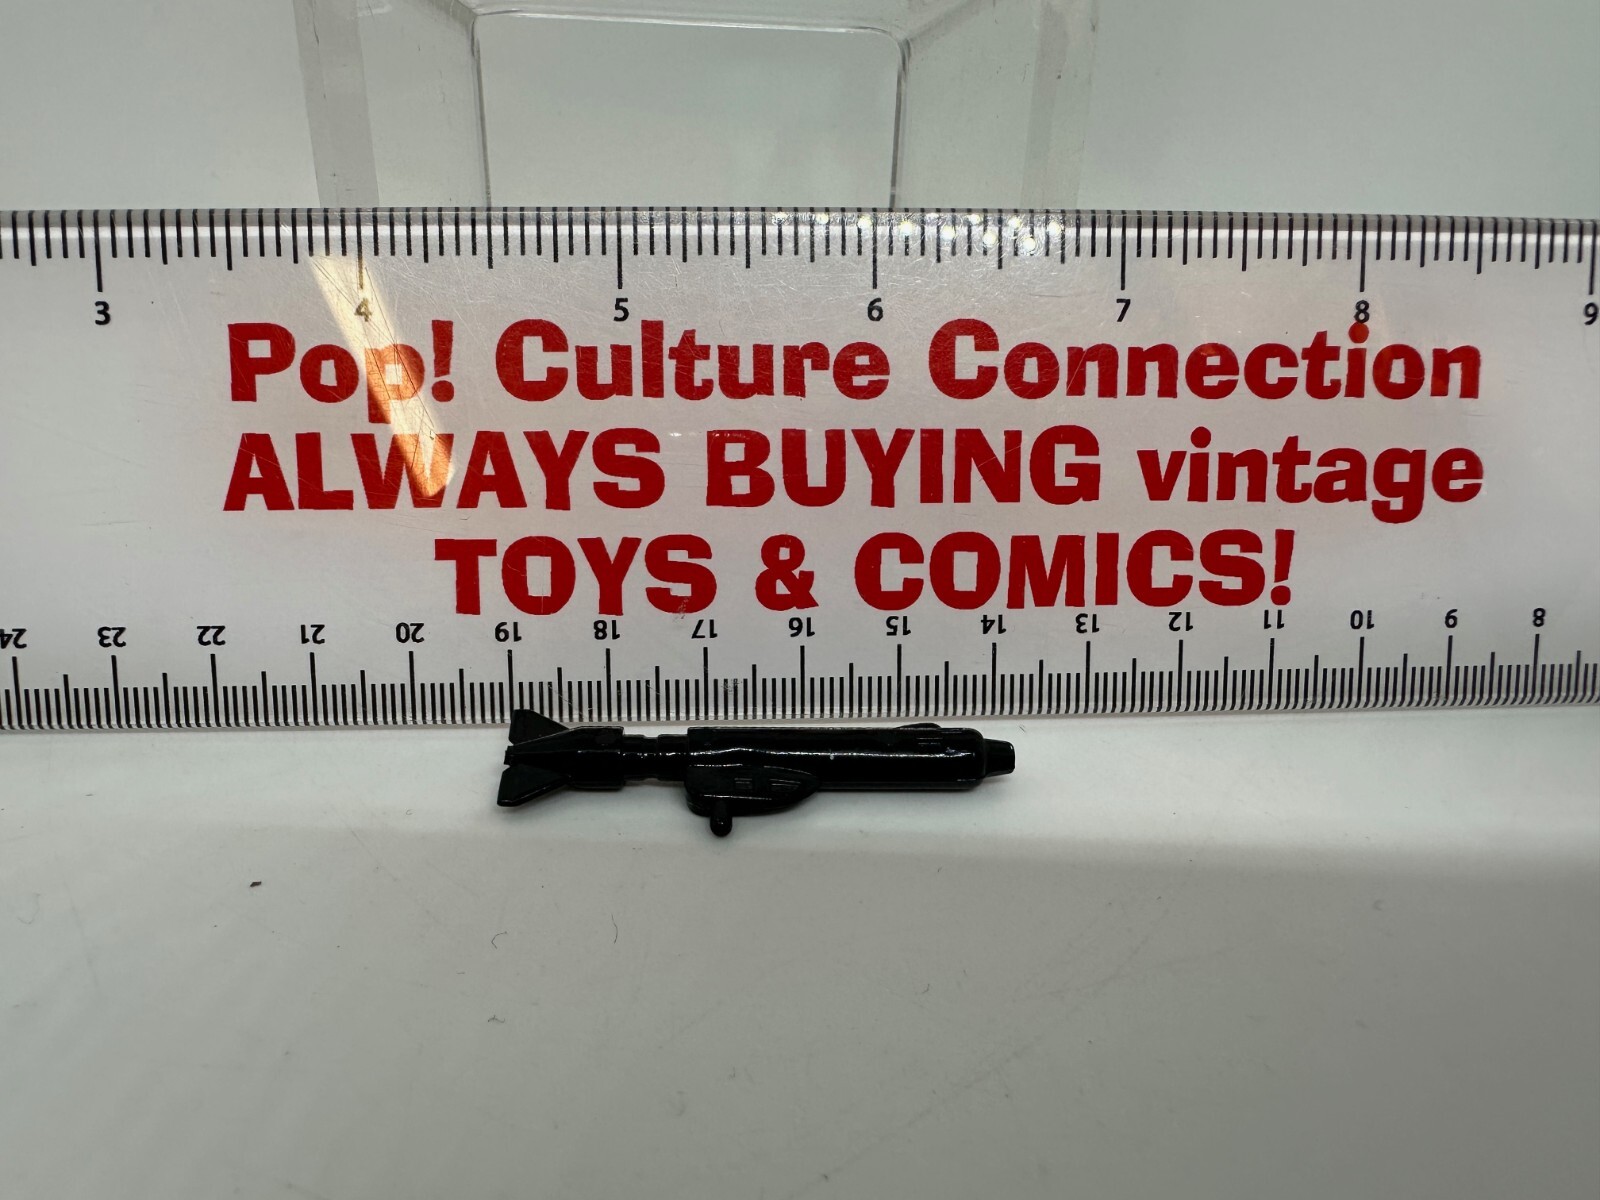 3 4 5 6 7 8 9
Pop! Culture Connection
ALWAYS BUYING vintage
TOYS & COMICS!
24 23 22 21 20 19 18 17 16 15 14 13 12 11 10 9 8